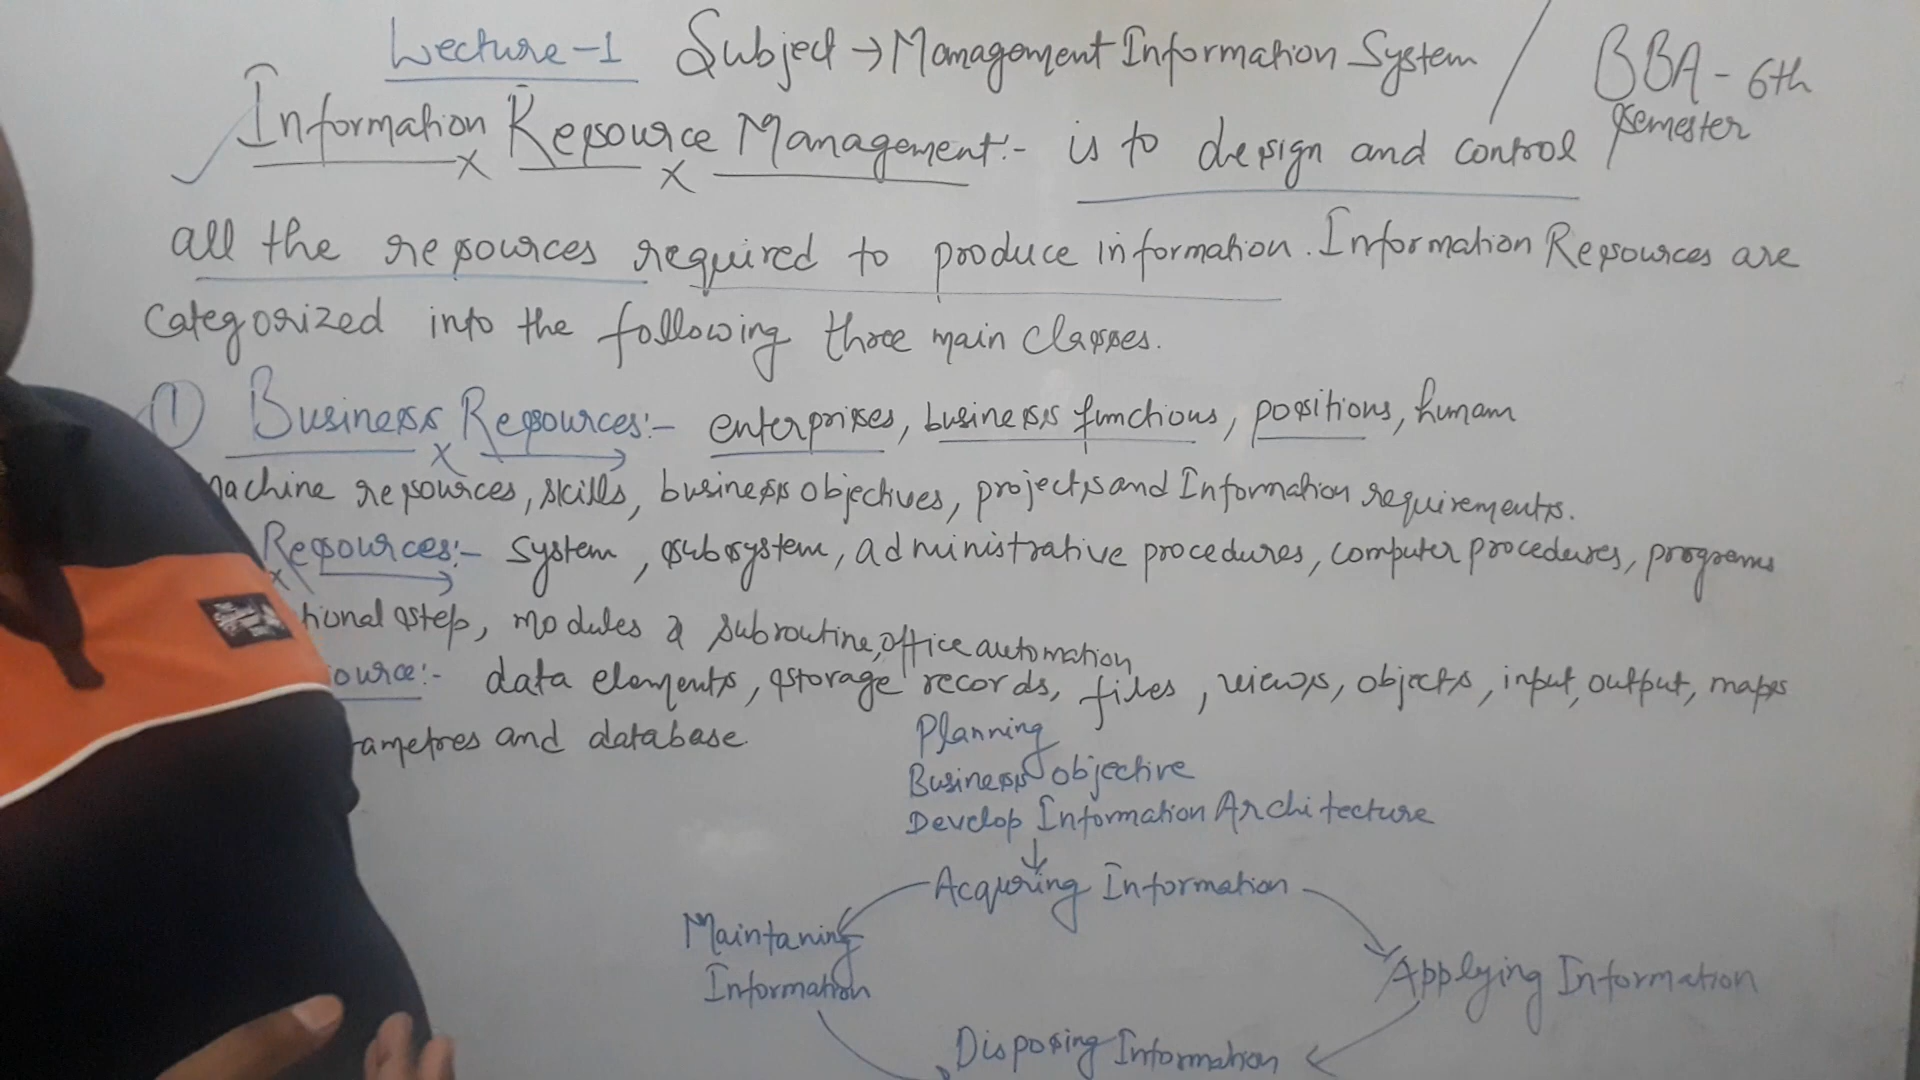 Lecture-1 Subject → Management Information System / BBA - 6th semester
Information Resource Management:- is to design and control
all the resources required to produce information. Information Resources are
Categorized into the following three main classes.
① Business Resources:- enterprises, business functions, positions, human
machine resources, skills, business objectives, projects and Information requirements.
Resources:- system, subsystem, administrative procedures, computer procedures, programs
tional step, modules & subroutine, office automation
ource:- data elements, storage records, files, views, objects, input, output, maps
rametres and database.
Planning
Business objective
Develop Information Architecture
↓
Acquring Information
Maintaning
Information
Applying Information
Disposing Information